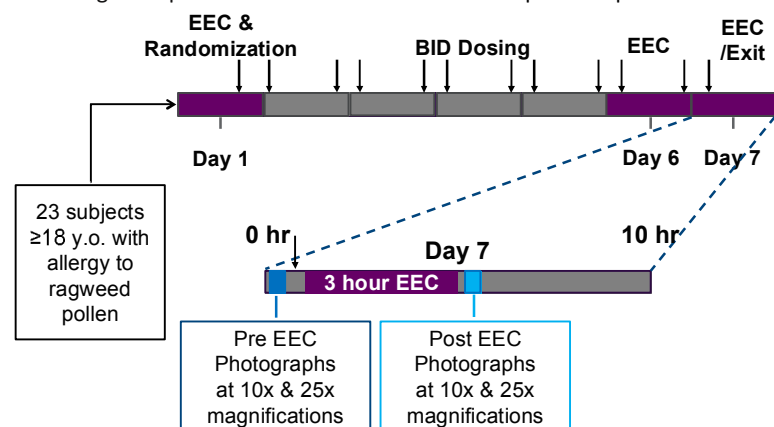 EEC &
Randomization
BID Dosing
EEC
EEC
/Exit
Day 1
Day 6
Day 7
23 subjects
≥18 y.o. with
allergy to
ragweed
pollen
0 hr
Day 7
10 hr
3 hour EEC
Pre EEC
Photographs
at 10x & 25x
magnifications
Post EEC
Photographs
at 10x & 25x
magnifications